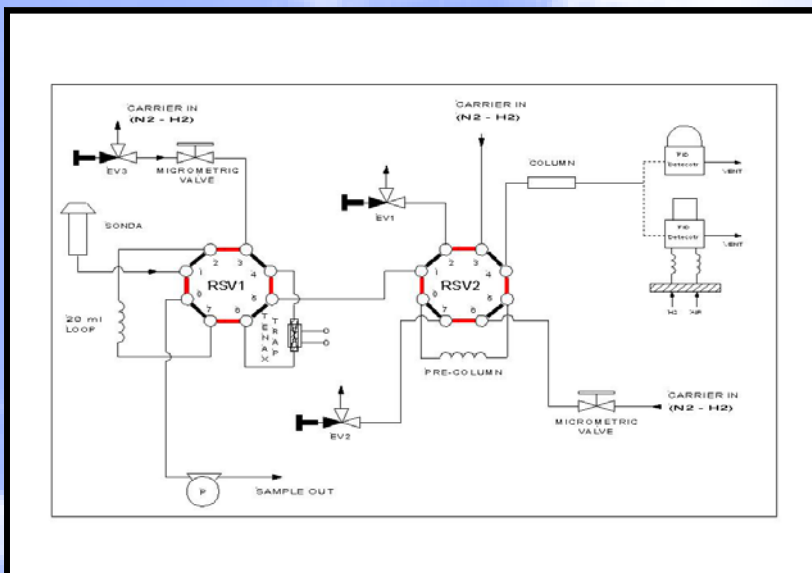 CARRIER IN
(N2 - H2)
EV3
MICROMETRIC
VALVE
SONDA
20 ml
LOOP
1
2
3
4
5
6
7
8
RSV1
TENAX
TRAP
P
SAMPLE OUT
CARRIER IN
(N2 - H2)
EV1
EV2
1
2
3
4
5
6
7
8
RSV2
PRE-COLUMN
COLUMN
VENT
VENT
CARRIER IN
(N2 - H2)
MICROMETRIC
VALVE